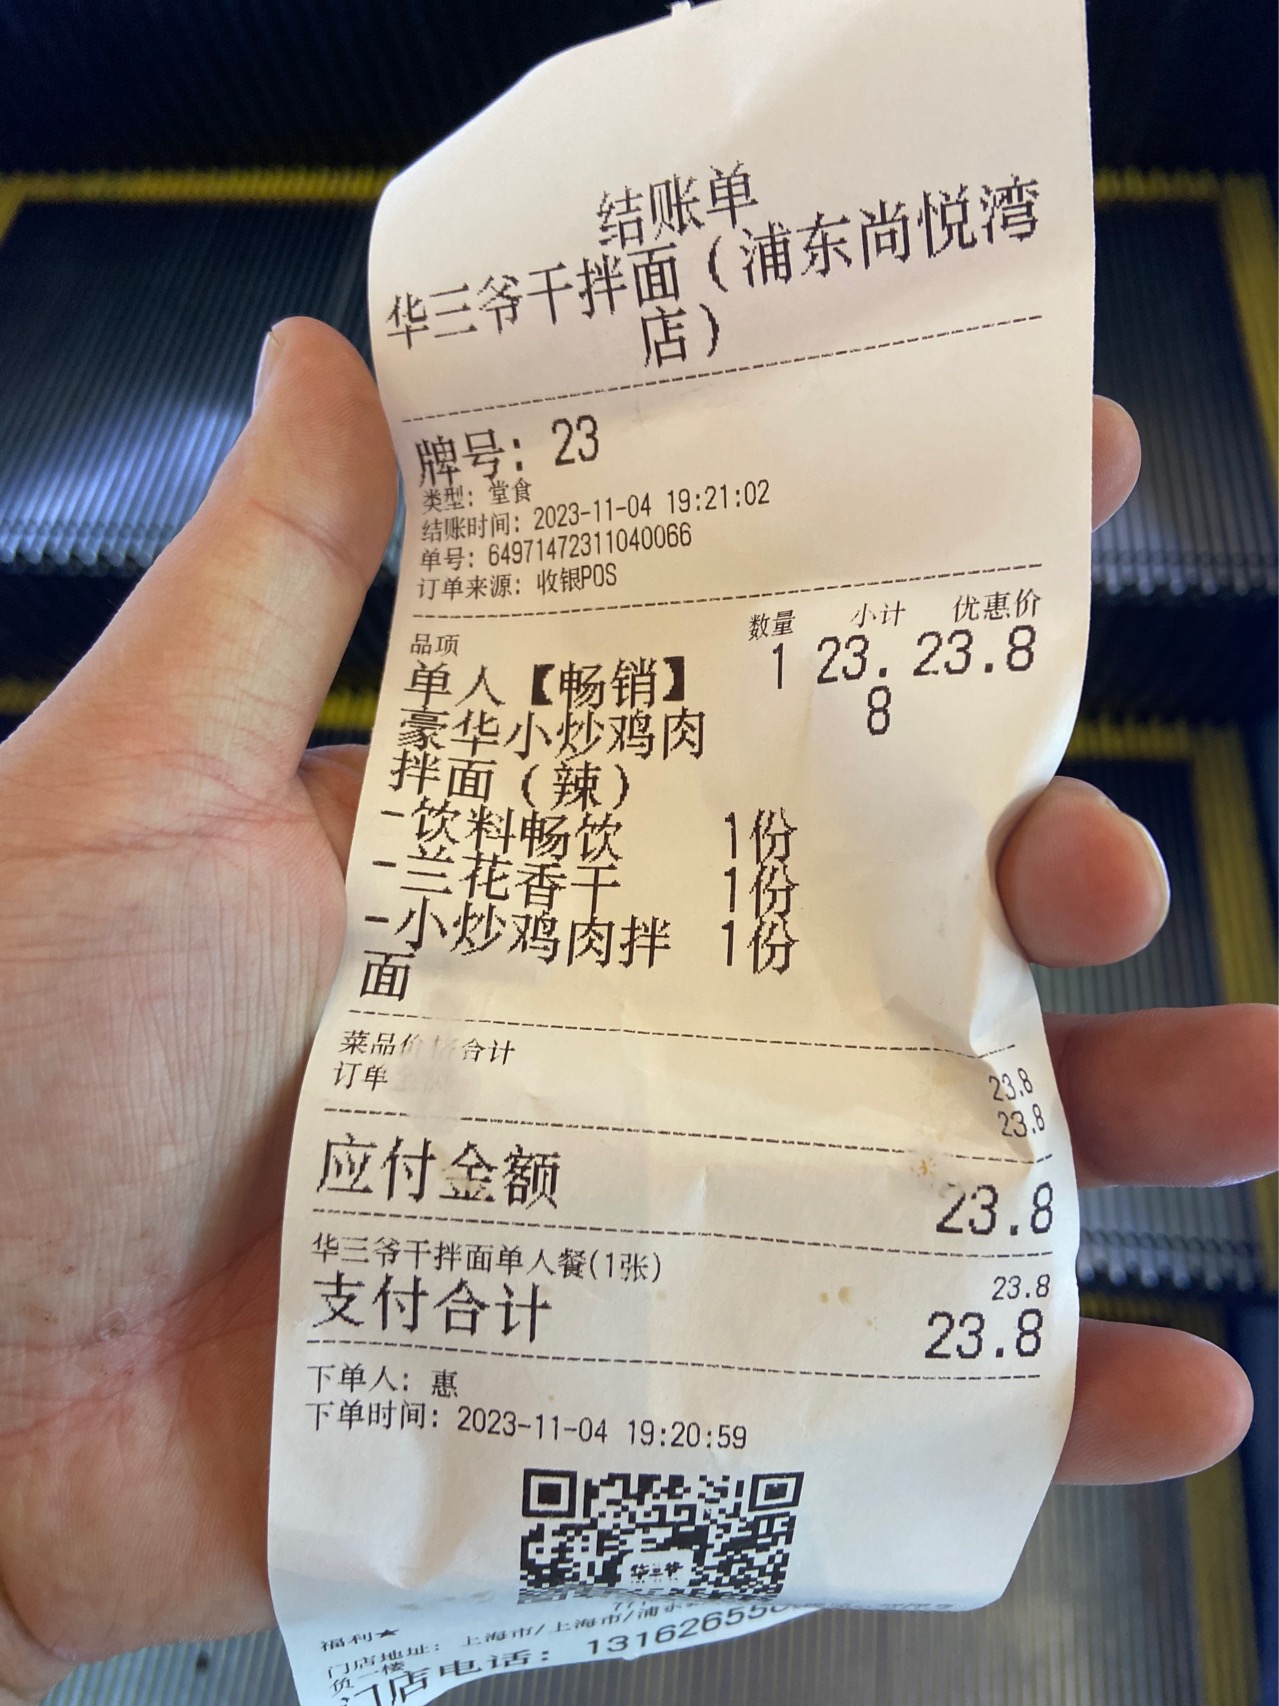 结账单
华三爷干拌面（浦东尚悦湾
店）
牌号：23
类型：堂食
结账时间：2023-11-04 19:21:02
单号：64971472311040066
订单来源：收银POS
品项 数量 小计 优惠价
单人【畅销】 1 23. 23.8
豪华小炒鸡肉 8
拌面（辣）
-饮料畅饮 1份
-兰花香干 1份
-小炒鸡肉拌 1份
面
菜品价格合计 23.8
订单 23.8
应付金额 23.8
华三爷干拌面单人餐(1张) 23.8
支付合计 23.8
下单人：惠
下单时间：2023-11-04 19:20:59
华三爷
福利★
门店地址：上海市/上海市/浦东
负一楼
门店电话：131626550